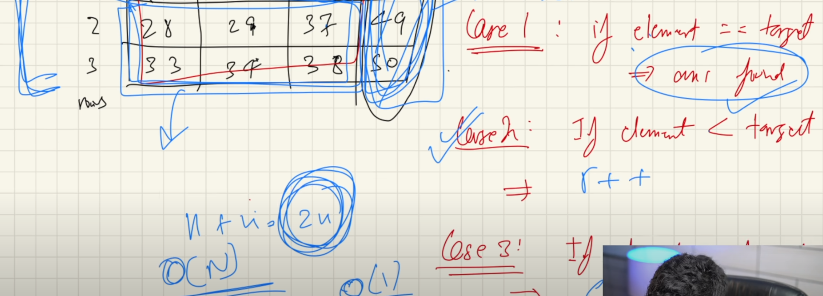 2 28 29 37 49
3 33 34 38 50
rows
n + n = 2n
O(N)
O(1)
Case 1 : if element == target
⇒ ans found
Case 2 : If element < target
⇒ r++
Case 3 : If
⇒